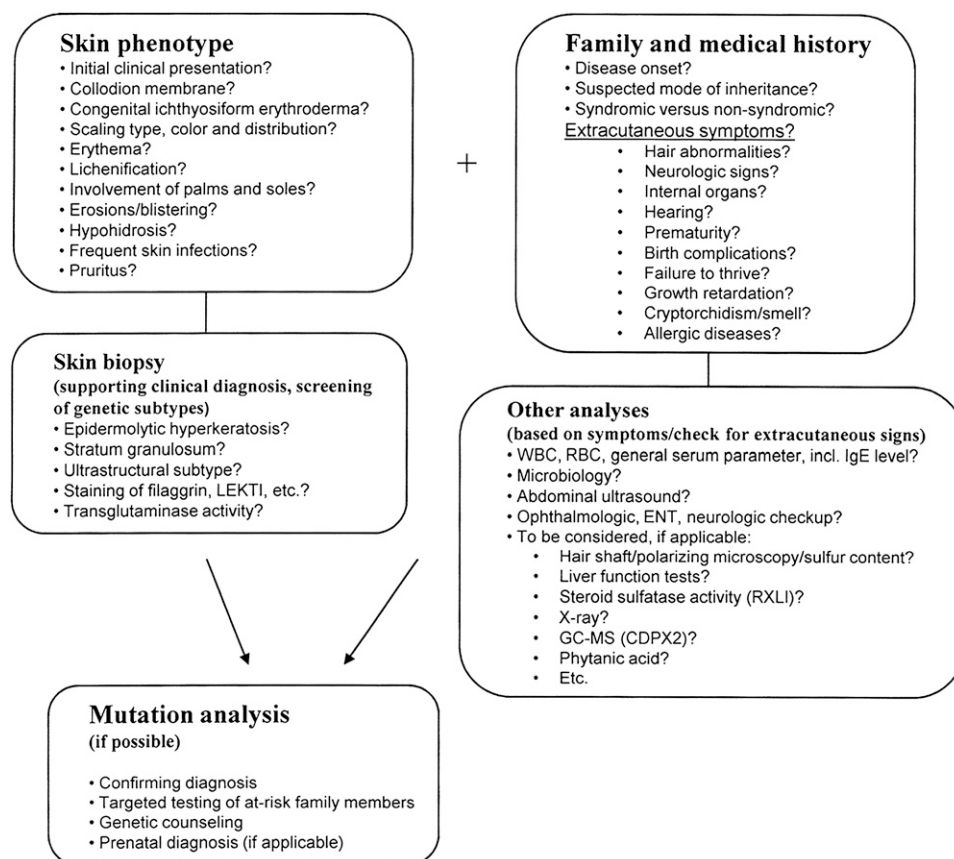 Skin phenotype
• Initial clinical presentation?
• Collodion membrane?
• Congenital ichthyosiform erythroderma?
• Scaling type, color and distribution?
• Erythema?
• Lichenification?
• Involvement of palms and soles?
• Erosions/blistering?
• Hypohidrosis?
• Frequent skin infections?
• Pruritus?
+
Family and medical history
• Disease onset?
• Suspected mode of inheritance?
• Syndromic versus non-syndromic?
Extracutaneous symptoms?
• Hair abnormalities?
• Neurologic signs?
• Internal organs?
• Hearing?
• Prematurity?
• Birth complications?
• Failure to thrive?
• Growth retardation?
• Cryptorchidism/smell?
• Allergic diseases?
Skin biopsy
(supporting clinical diagnosis, screening
of genetic subtypes)
• Epidermolytic hyperkeratosis?
• Stratum granulosum?
• Ultrastructural subtype?
• Staining of filaggrin, LEKTI, etc.?
• Transglutaminase activity?
Other analyses
(based on symptoms/check for extracutaneous signs)
• WBC, RBC, general serum parameter, incl. IgE level?
• Microbiology?
• Abdominal ultrasound?
• Ophthalmologic, ENT, neurologic checkup?
• To be considered, if applicable:
• Hair shaft/polarizing microscopy/sulfur content?
• Liver function tests?
• Steroid sulfatase activity (RXLI)?
• X-ray?
• GC-MS (CDPX2)?
• Phytanic acid?
• Etc.
Mutation analysis
(if possible)
• Confirming diagnosis
• Targeted testing of at-risk family members
• Genetic counseling
• Prenatal diagnosis (if applicable)